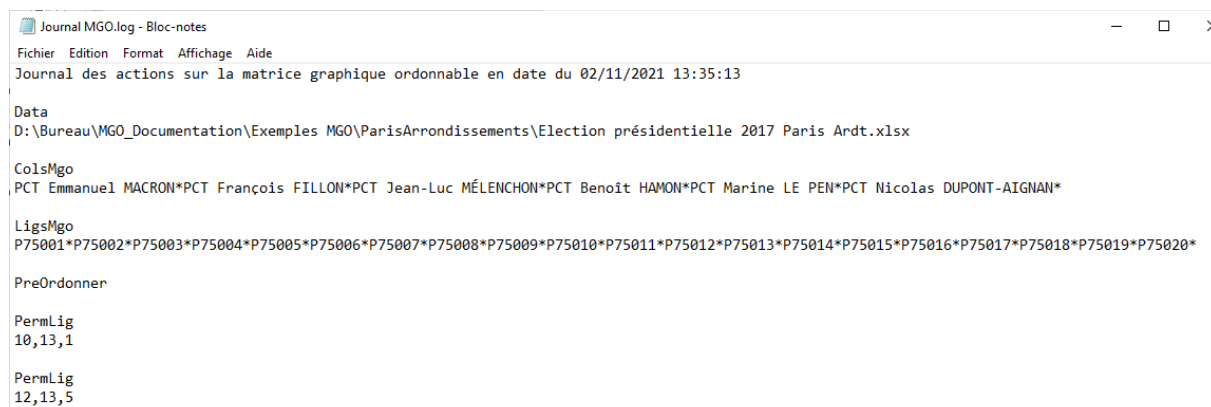 Journal MGO.log - Bloc-notes
Fichier Edition Format Affichage Aide
Journal des actions sur la matrice graphique ordonnable en date du 02/11/2021 13:35:13
Data
D:\Bureau\MGO_Documentation\Exemples MGO\ParisArrondissements\Election présidentielle 2017 Paris Ardt.xlsx
ColsMgo
PCT Emmanuel MACRON*PCT François FILLON*PCT Jean-Luc MÉLENCHON*PCT Benoît HAMON*PCT Marine LE PEN*PCT Nicolas DUPONT-AIGNAN*
LigsMgo
P75001*P75002*P75003*P75004*P75005*P75006*P75007*P75008*P75009*P75010*P75011*P75012*P75013*P75014*P75015*P75016*P75017*P75018*P75019*P75020*
PreOrdonner
PermLig
10,13,1
PermLig
12,13,5